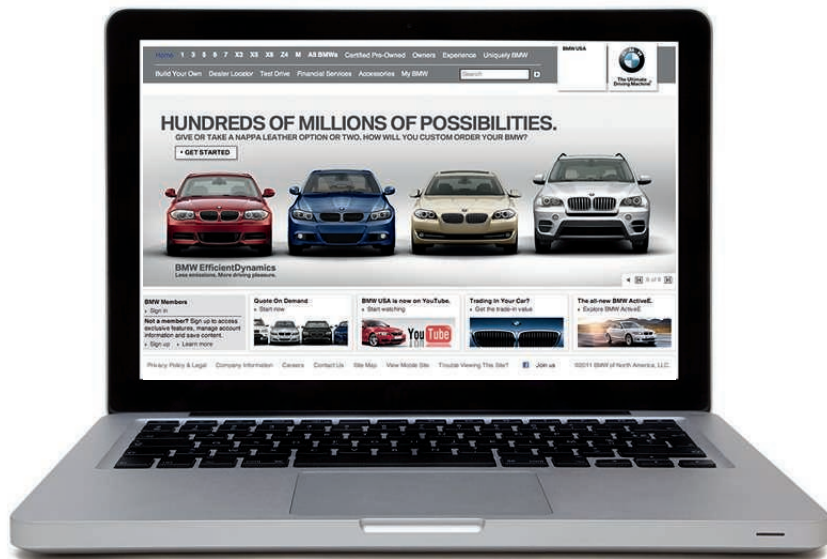 Home 1 3 5 6 7 X3 X5 X6 Z4 M All BMWs Certified Pre-Owned Owners Experience Uniquely BMW
BMW USA
Build Your Own Dealer Locator Test Drive Financial Services Accessories My BMW Search
The Ultimate
Driving Machine®
HUNDREDS OF MILLIONS OF POSSIBILITIES.
GIVE OR TAKE A NAPPA LEATHER OPTION OR TWO. HOW WILL YOU CUSTOM ORDER YOUR BMW?
GET STARTED
BMW EfficientDynamics
Less emissions. More driving pleasure.
BMW Members
Sign in
Not a member? Sign up to access
exclusive features, manage account
information and save content.
Sign up Learn more
Quote On Demand
Start now
BMW USA is now on YouTube.
Start watching
You Tube
Trading In Your Car?
Get the trade-in value
The all-new BMW ActiveE.
Explore BMW ActiveE
Privacy Policy & Legal Company Information Careers Contact Us Site Map View Mobile Site Trouble Viewing This Site? Join us ©2011 BMW of North America, LLC.